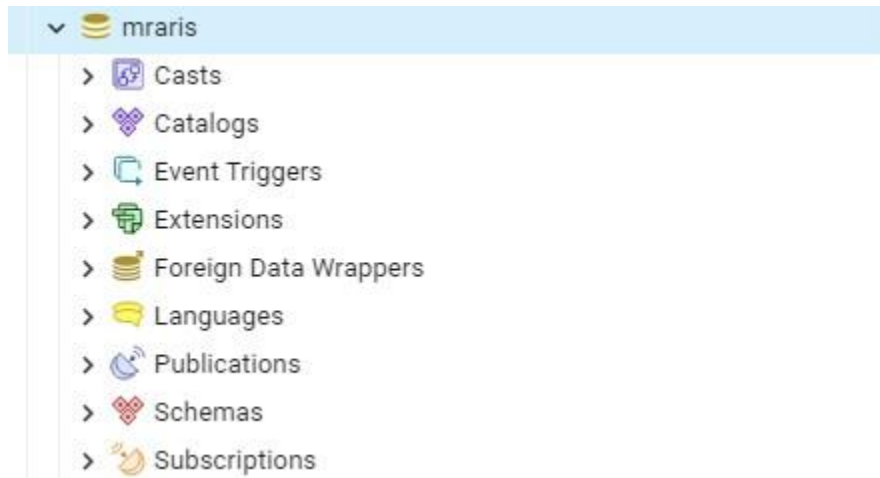 mraris
Casts
Catalogs
Event Triggers
Extensions
Foreign Data Wrappers
Languages
Publications
Schemas
Subscriptions